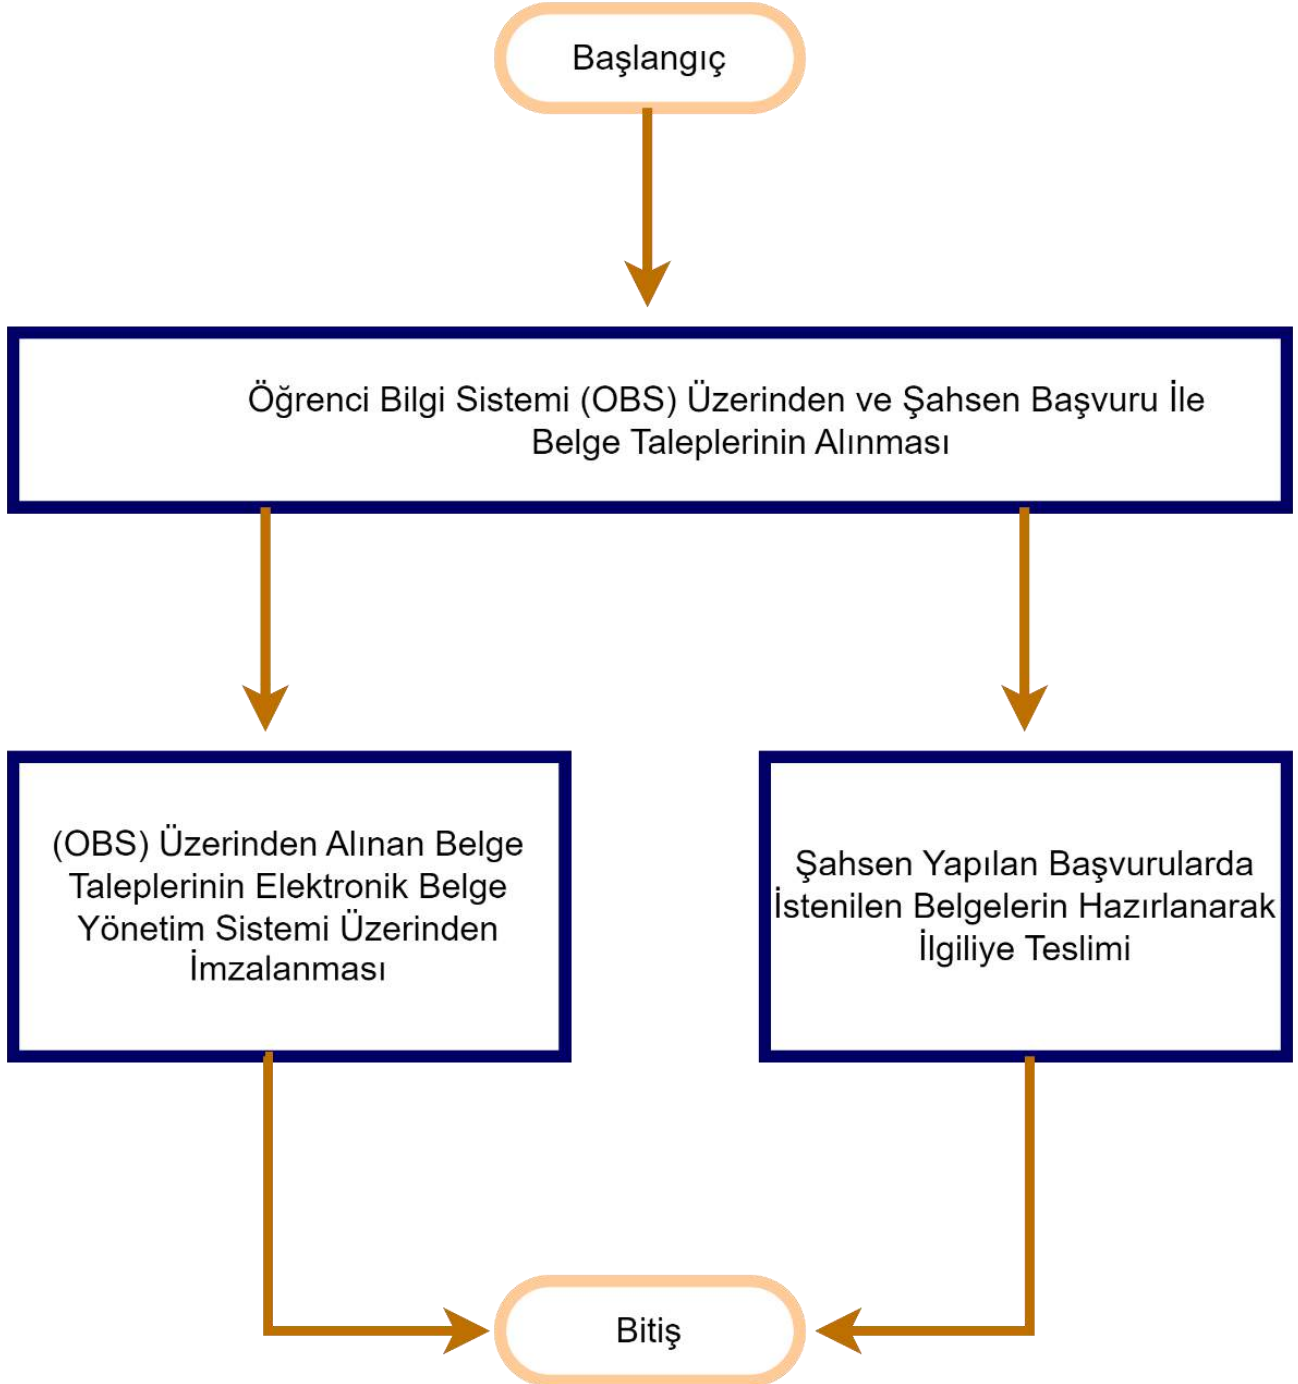 Başlangıç
Öğrenci Bilgi Sistemi (OBS) Üzerinden ve Şahsen Başvuru İle
Belge Taleplerinin Alınması
(OBS) Üzerinden Alınan Belge
Taleplerinin Elektronik Belge
Yönetim Sistemi Üzerinden
İmzalanması
Şahsen Yapılan Başvurularda
İstenilen Belgelerin Hazırlanarak
İlgiliye Teslimi
Bitiş